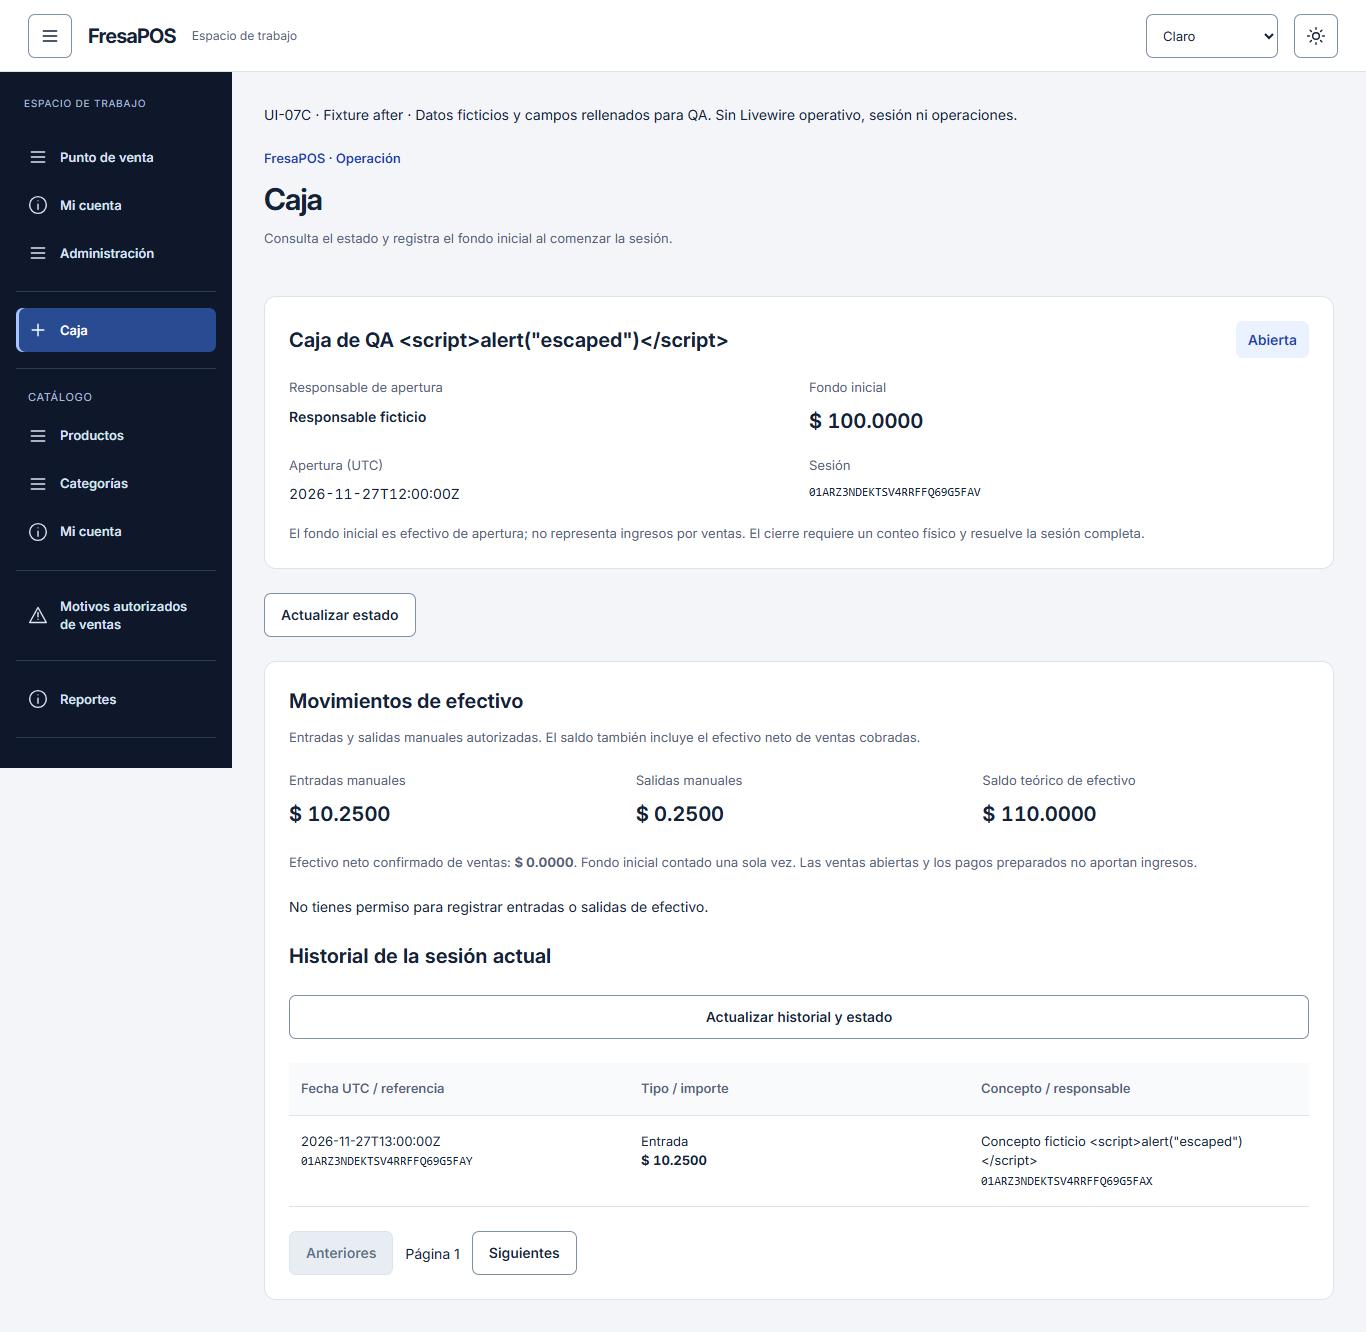 FresaPOS
Espacio de trabajo
Claro
ESPACIO DE TRABAJO
Punto de venta
Mi cuenta
Administración
Caja
CATÁLOGO
Productos
Categorías
Mi cuenta
Motivos autorizados
de ventas
Reportes
UI-07C · Fixture after · Datos ficticios y campos rellenados para QA. Sin Livewire operativo, sesión ni operaciones.
FresaPOS · Operación
Caja
Consulta el estado y registra el fondo inicial al comenzar la sesión.
Caja de QA <script>alert("escaped")</script>
Abierta
Responsable de apertura
Responsable ficticio
Fondo inicial
$ 100.0000
Apertura (UTC)
2026-11-27T12:00:00Z
Sesión
01ARZ3NDEKTSV4RRFFQ69G5FAV
El fondo inicial es efectivo de apertura; no representa ingresos por ventas. El cierre requiere un conteo físico y resuelve la sesión completa.
Actualizar estado
Movimientos de efectivo
Entradas y salidas manuales autorizadas. El saldo también incluye el efectivo neto de ventas cobradas.
Entradas manuales
$ 10.2500
Salidas manuales
$ 0.2500
Saldo teórico de efectivo
$ 110.0000
Efectivo neto confirmado de ventas: $ 0.0000. Fondo inicial contado una sola vez. Las ventas abiertas y los pagos preparados no aportan ingresos.
No tienes permiso para registrar entradas o salidas de efectivo.
Historial de la sesión actual
Actualizar historial y estado
Fecha UTC / referencia
Tipo / importe
Concepto / responsable
2026-11-27T13:00:00Z
01ARZ3NDEKTSV4RRFFQ69G5FAY
Entrada
$ 10.2500
Concepto ficticio <script>alert("escaped")
</script>
01ARZ3NDEKTSV4RRFFQ69G5FAX
Anteriores
Página 1
Siguientes